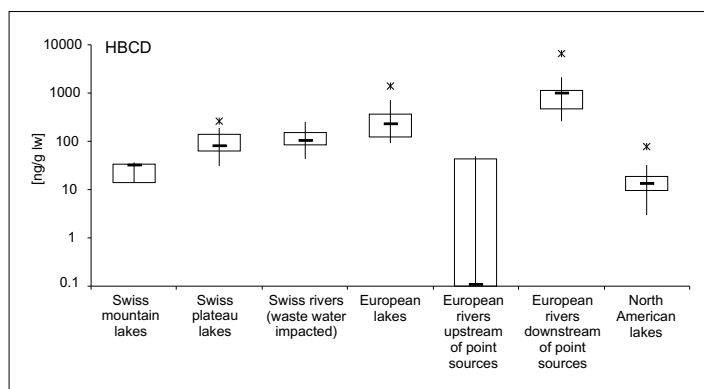 HBCD
[ng/g lw]
10000
1000
100
10
1
0.1
Swiss
mountain
lakes
Swiss
plateau
lakes
Swiss rivers
(waste water
impacted)
European
lakes
European
rivers
upstream
of point
sources
European
rivers
downstream
of point
sources
North
American
lakes